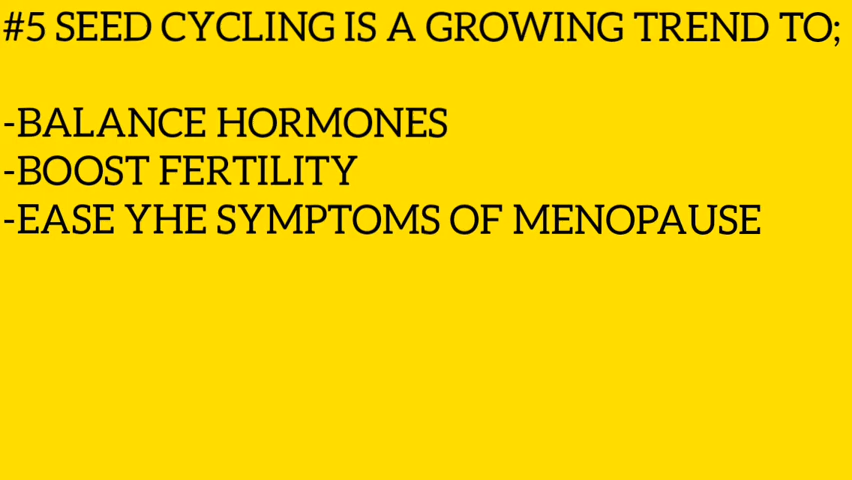 #5 SEED CYCLING IS A GROWING TREND TO;
-BALANCE HORMONES
-BOOST FERTILITY
-EASE YHE SYMPTOMS OF MENOPAUSE